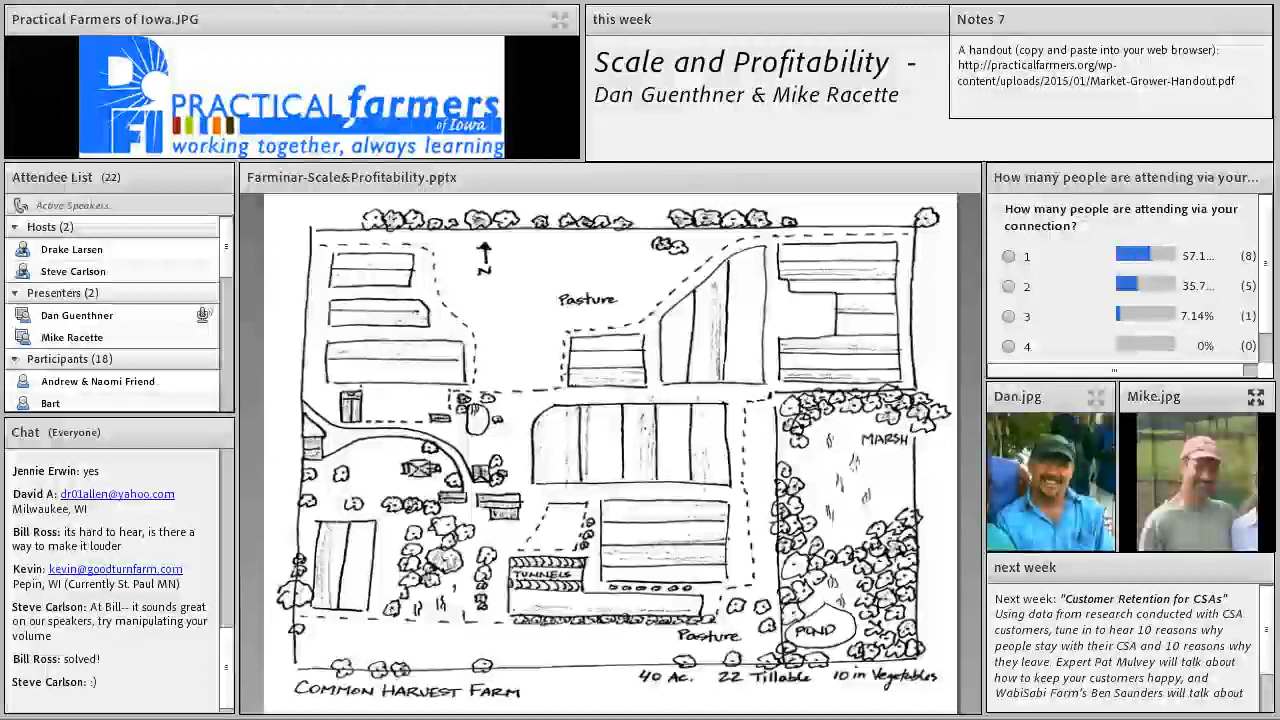 Practical Farmers of Iowa.JPG
PRACTICAL farmers
of Iowa
PFI
working together, always learning
this week
Scale and Profitability -
Dan Guenthner & Mike Racette
Notes 7
A handout (copy and paste into your web browser):
http://practicalfarmers.org/wp-
content/uploads/2015/01/Market-Grower-Handout.pdf
Attendee List (22)
Active Speakers
Hosts (2)
Drake Larsen
Steve Carlson
Presenters (2)
Dan Guenthner
Mike Racette
Participants (18)
Andrew & Naomi Friend
Bart
Chat (Everyone)
Jennie Erwin: yes
David A: dr01allen@yahoo.com
Milwaukee, WI
Bill Ross: its hard to hear, is there a
way to make it louder
Kevin: kevin@goodturnfarm.com
Pepin, WI (Currently St. Paul MN)
Steve Carlson: At Bill-- it sounds great
on our speakers, try manipulating your
volume
Bill Ross: solved!
Steve Carlson: :)
Farminar-Scale&Profitability.pptx
N
Pasture
MARSH
TUNNELS
POND
Pasture
40 Ac. 22 Tillable 10 in Vegetables
COMMON HARVEST FARM
How many people are attending via your...
How many people are attending via your
connection?
1 57.1... (8)
2 35.7... (5)
3 7.14% (1)
4 0% (0)
Dan.jpg
Mike.jpg
next week
Next week: "Customer Retention for CSAs"
Using data from research conducted with CSA
customers, tune in to hear 10 reasons why
people stay with their CSA and 10 reasons why
they leave. Expert Pat Mulvey will talk about
how to keep your customers happy, and
WabiSabi Farm's Ben Saunders will talk about